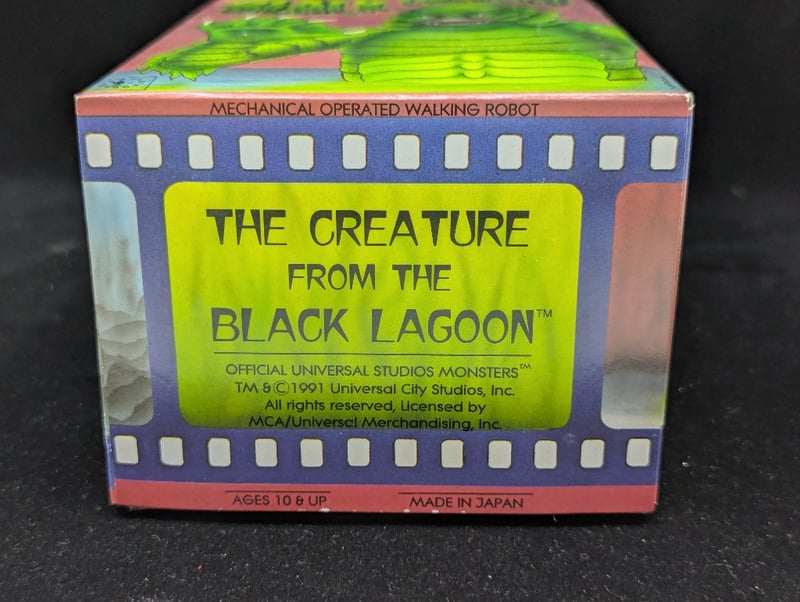 MECHANICAL OPERATED WALKING ROBOT
THE CREATURE
FROM THE
BLACK LAGOON™
OFFICIAL UNIVERSAL STUDIOS MONSTERS™
TM & ©1991 Universal City Studios, Inc.
All rights reserved, Licensed by
MCA/Universal Merchandising, Inc.
AGES 10 & UP MADE IN JAPAN